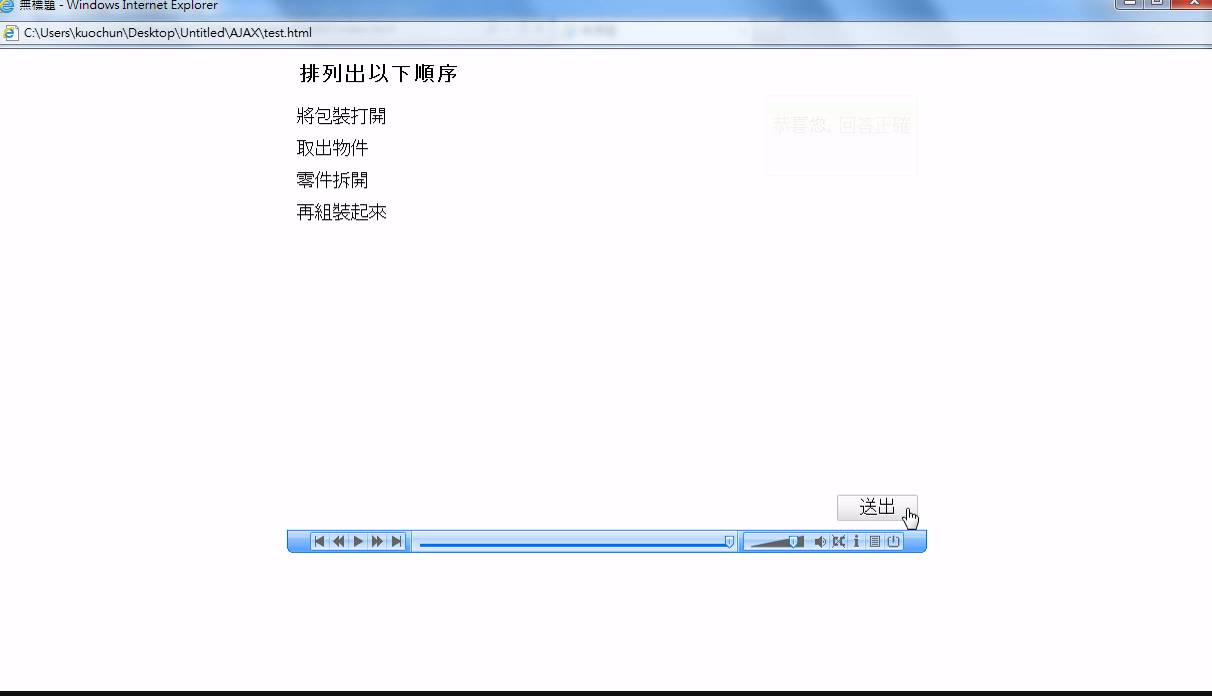 無標題 - Windows Internet Explorer
C:\Users\kuochun\Desktop\Untitled\AJAX\test.html
排列出以下順序
將包裝打開
恭喜您, 回答正確
取出物件
零件拆開
再組裝起來
送出